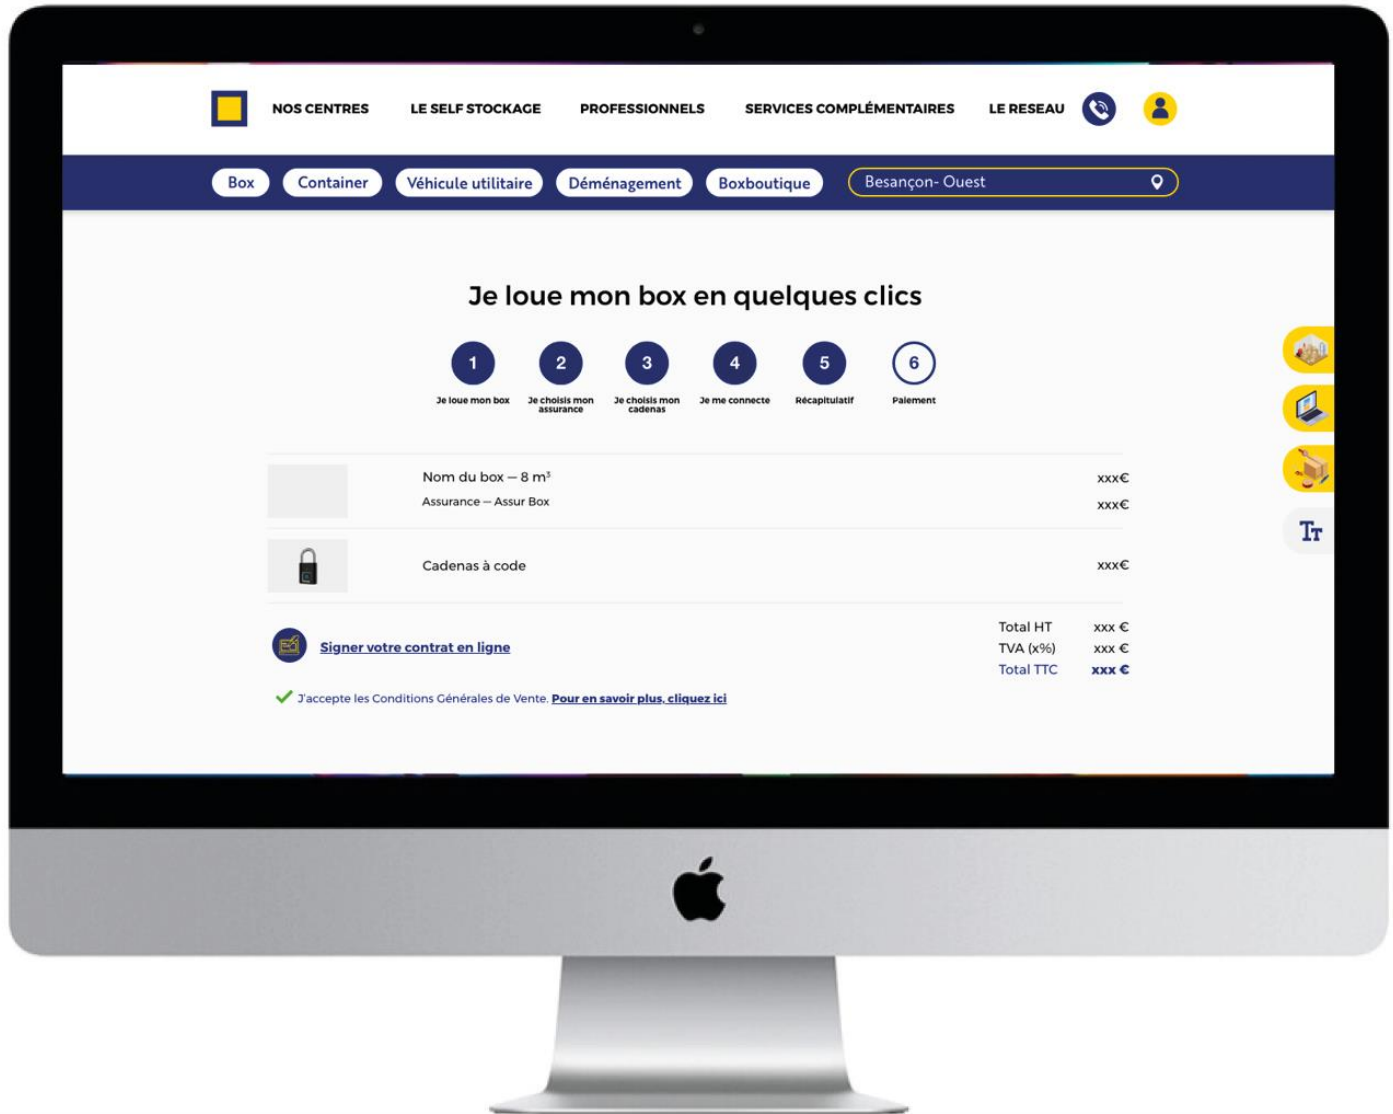 NOS CENTRES LE SELF STOCKAGE PROFESSIONNELS SERVICES COMPLÉMENTAIRES LE RESEAU
Box Container Véhicule utilitaire Déménagement Boxboutique Besançon- Ouest
Je loue mon box en quelques clics
1 2 3 4 5 6
Je loue mon box Je choisis mon assurance Je choisis mon cadenas Je me connecte Récapitulatif Paiement
Nom du box – 8 m³ xxx€
Assurance – Assur Box xxx€
Tt
Cadenas à code xxx€
Total HT xxx €
Signer votre contrat en ligne TVA (x%) xxx €
Total TTC xxx €
J'accepte les Conditions Générales de Vente. Pour en savoir plus, cliquez ici